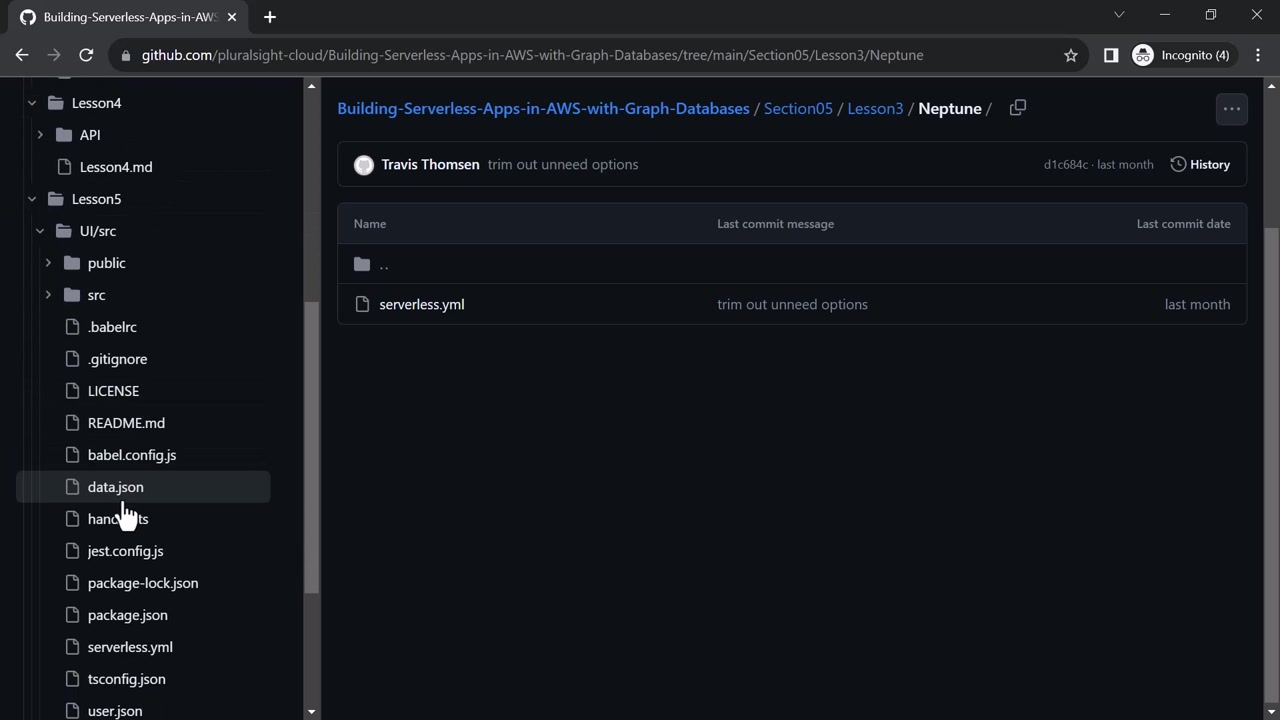 Building-Serverless-Apps-in-AWS
github.com/pluralsight-cloud/Building-Serverless-Apps-in-AWS-with-Graph-Databases/tree/main/Section05/Lesson3/Neptune
Incognito (4)
Lesson4
API
Lesson4.md
Lesson5
UI/src
public
src
.babelrc
.gitignore
LICENSE
README.md
babel.config.js
data.json
jest.config.js
package-lock.json
package.json
serverless.yml
tsconfig.json
user.json
Building-Serverless-Apps-in-AWS-with-Graph-Databases / Section05 / Lesson3 / Neptune /
Travis Thomsen trim out unneed options
d1c684c · last month History
Name Last commit message Last commit date
..
serverless.yml trim out unneed options last month